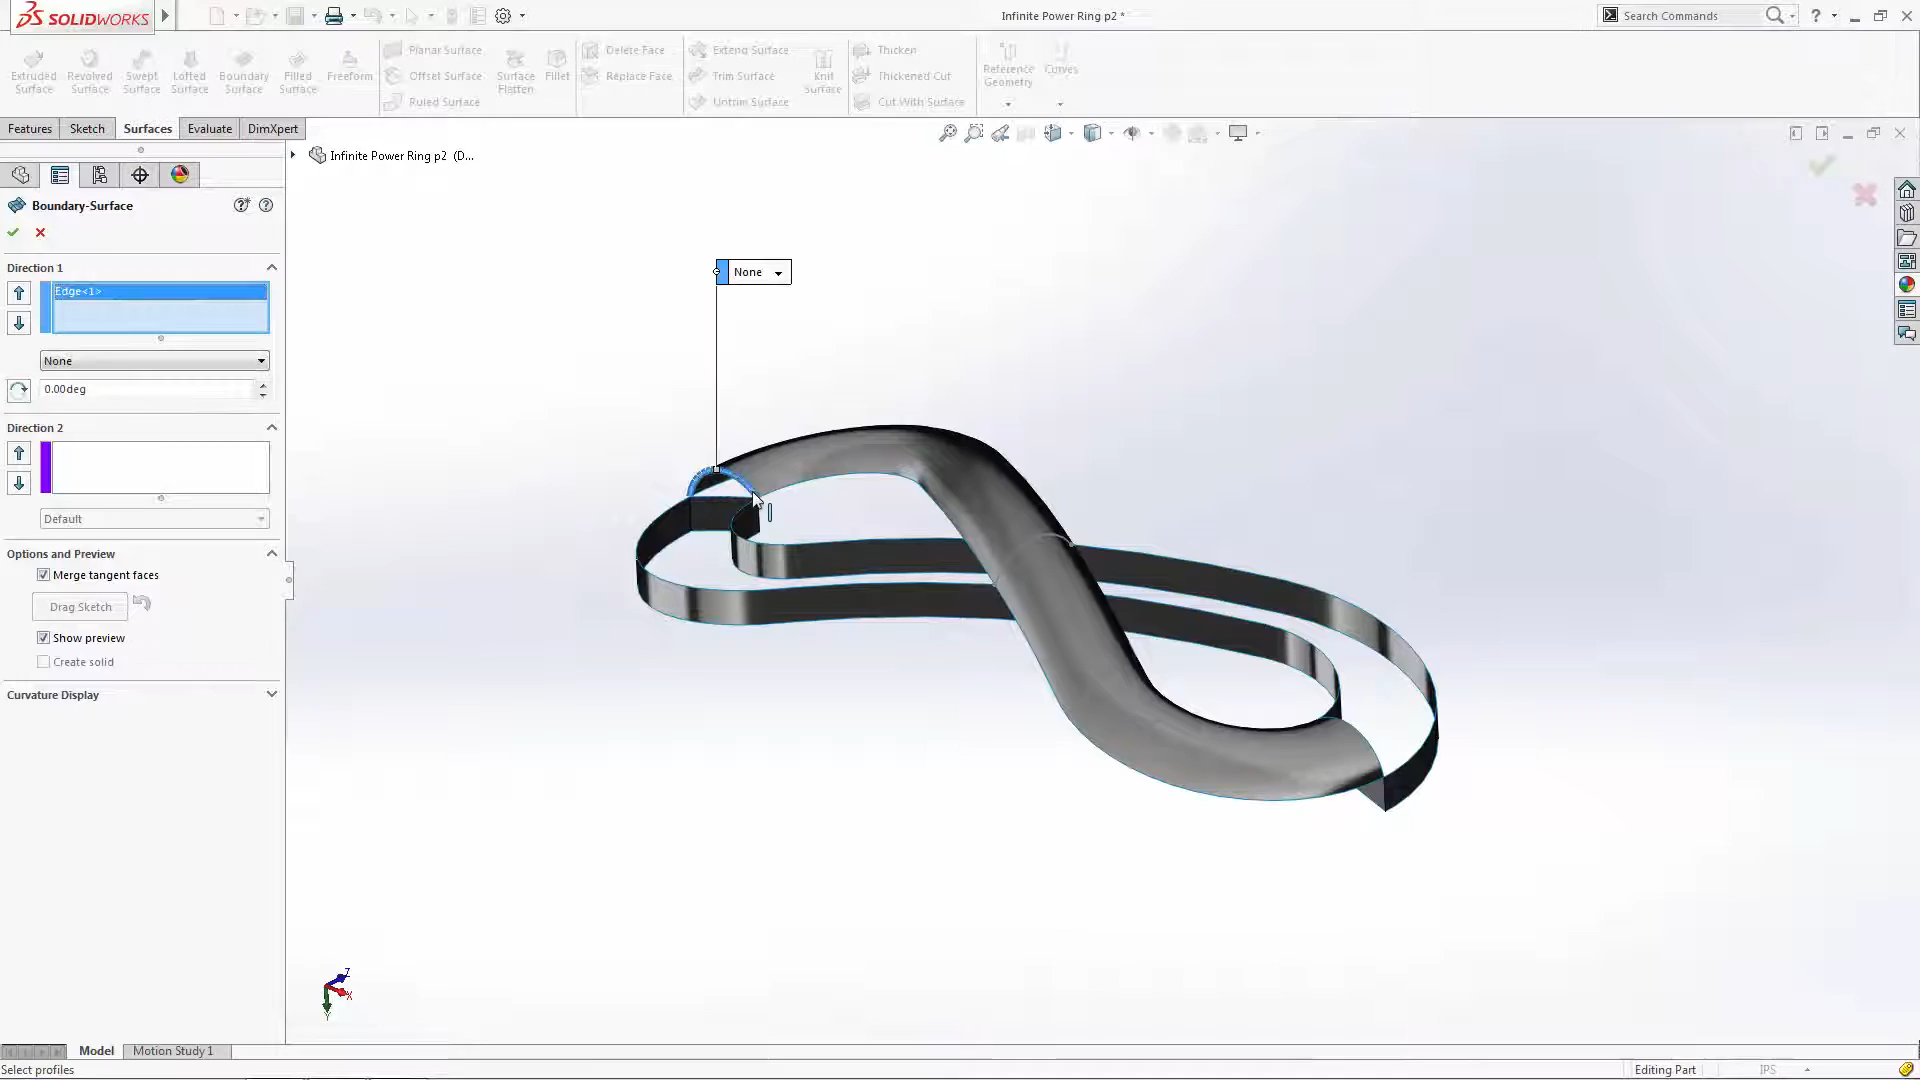 SOLIDWORKS
Infinite Power Ring p2 *
Search Commands
Extruded Surface
Revolved Surface
Swept Surface
Lofted Surface
Boundary Surface
Filled Surface
Freeform
Planar Surface
Offset Surface
Ruled Surface
Surface Flatten
Fillet
Delete Face
Replace Face
Extend Surface
Trim Surface
Untrim Surface
Knit Surface
Thicken
Thickened Cut
Cut With Surface
Reference Geometry
Curves
Features
Sketch
Surfaces
Evaluate
DimXpert
Infinite Power Ring p2 (D...
Boundary-Surface
Direction 1
Edge<1>
None
0.00deg
Direction 2
Default
Options and Preview
Merge tangent faces
Drag Sketch
Show preview
Create solid
Curvature Display
None
Z
X
Y
Model
Motion Study 1
Select profiles
Editing Part
IPS